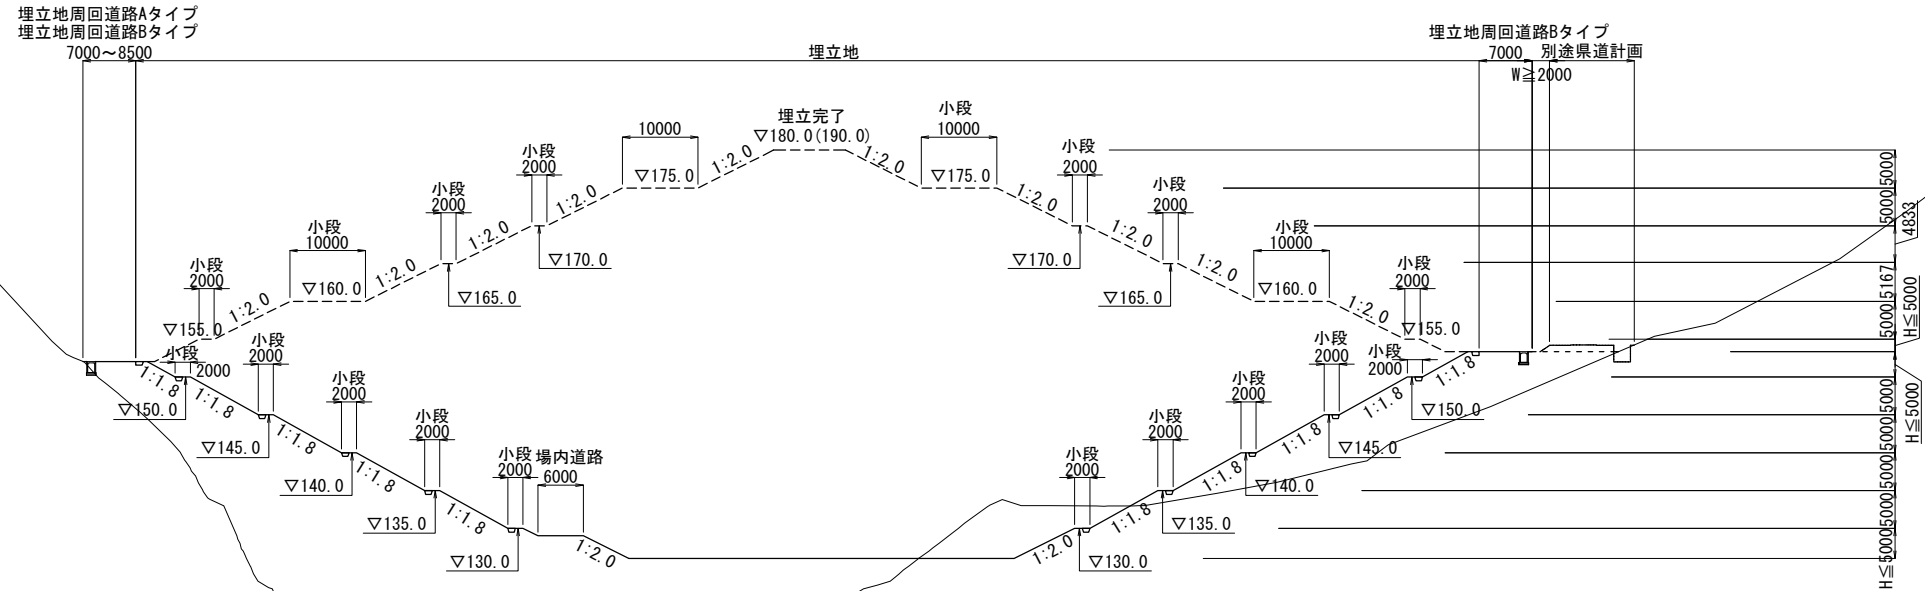 埋立地周回道路Aタイプ
埋立地周回道路Bタイプ
7000～8500
埋立地
埋立地周回道路Bタイプ
7000
別途県道計画
W≧2000
埋立完了
▽180.0(190.0)
10000
小段
10000
小段
2000
小段
2000
1:2.0
1:2.0
▽175.0
▽175.0
小段
2000
小段
2000
1:2.0
1:2.0
小段
10000
小段
10000
1:2.0
1:2.0
▽170.0
▽170.0
小段
2000
小段
2000
1:2.0
1:2.0
▽160.0
▽165.0
▽165.0
▽160.0
1:2.0
1:2.0
▽155.0
▽155.0
小段
2000
小段
2000
小段
2000
小段
2000
1:1.8
1:1.8
▽150.0
▽150.0
1:1.8
1:1.8
小段
2000
小段
2000
▽145.0
▽145.0
1:1.8
1:1.8
小段
2000
小段
2000
▽140.0
▽140.0
1:1.8
1:1.8
小段
2000
場内道路
6000
小段
2000
▽135.0
▽135.0
1:1.8
1:1.8
1:2.0
1:2.0
▽130.0
▽130.0
5000
5000
4833
5167
5000
H≦5000
H≦5000
5000
5000
5000
5000
H≦5000